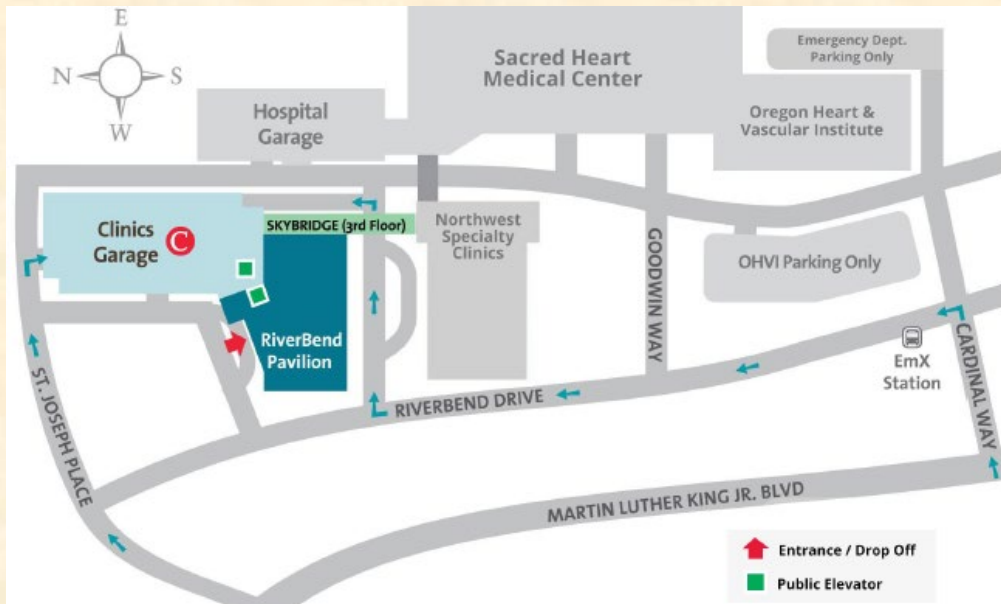 E
N
S
W
Sacred Heart
Medical Center
Emergency Dept.
Parking Only
Hospital
Garage
Oregon Heart &
Vascular Institute
Clinics
Garage
C
SKYBRIDGE (3rd Floor)
Northwest
Specialty
Clinics
GOODWIN WAY
OHVI Parking Only
RiverBend
Pavilion
EmX
Station
CARDINAL WAY
ST. JOSEPH PLACE
RIVERBEND DRIVE
MARTIN LUTHER KING JR. BLVD
Entrance / Drop Off
Public Elevator